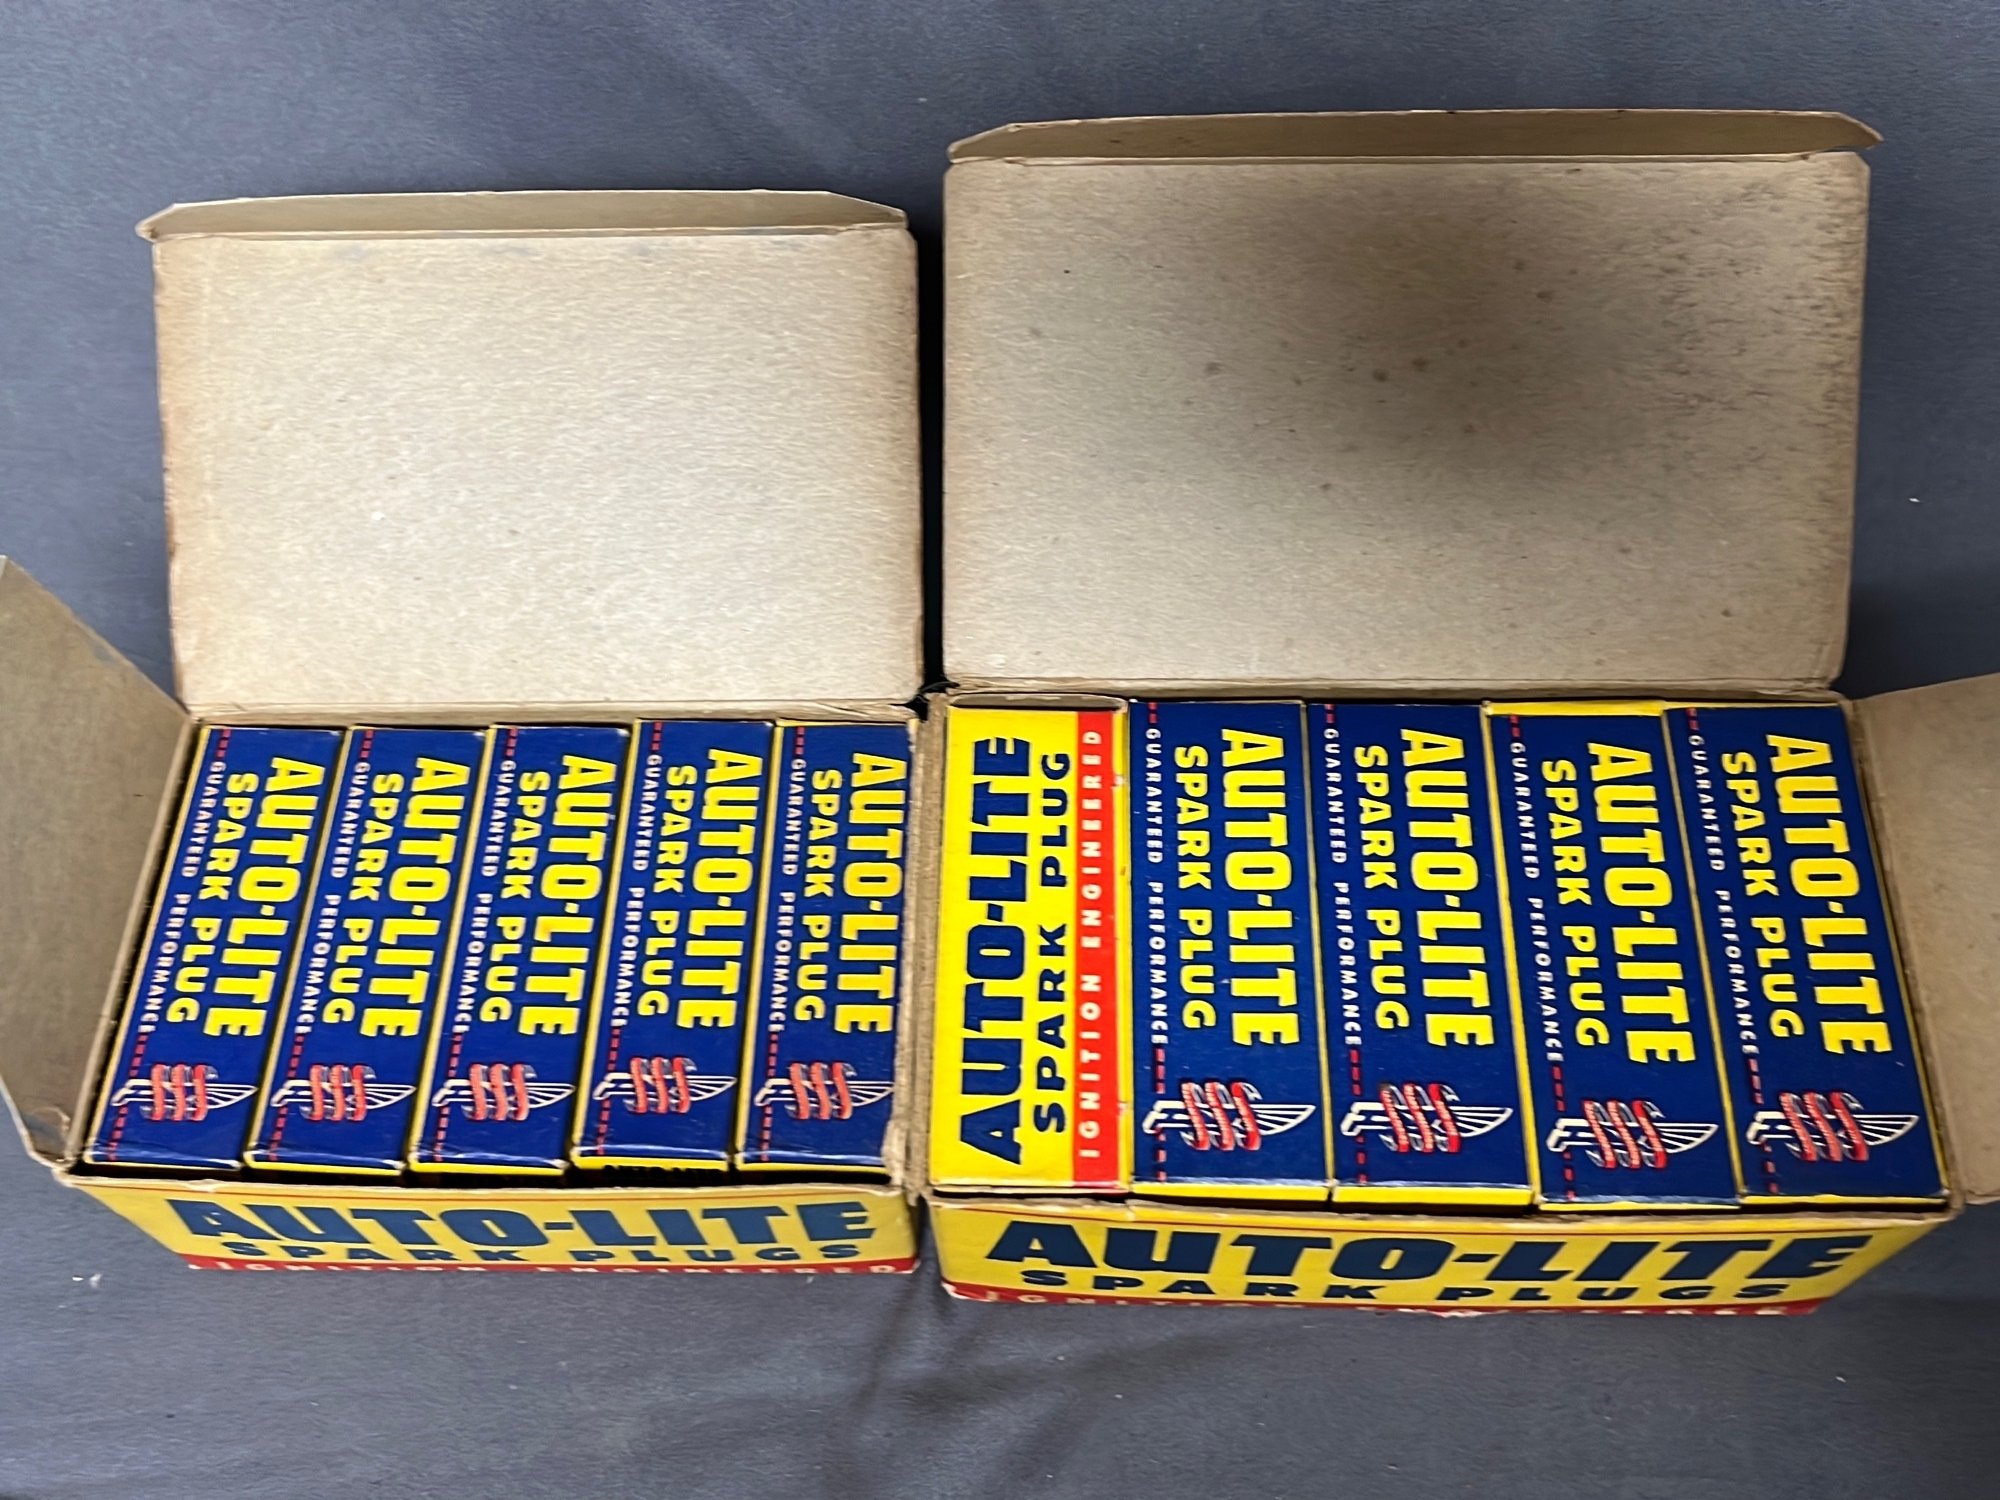 AUTO-LITE
SPARK PLUG
GUARANTEED PERFORMANCE
AUTO-LITE
SPARK PLUG
GUARANTEED PERFORMANCE
AUTO-LITE
SPARK PLUG
GUARANTEED PERFORMANCE
AUTO-LITE
SPARK PLUG
GUARANTEED PERFORMANCE
AUTO-LITE
SPARK PLUG
GUARANTEED PERFORMANCE
AUTO-LITE
SPARK PLUGS
IGNITION ENGINEERED
AUTO-LITE
SPARK PLUG
IGNITION ENGINEERED
AUTO-LITE
SPARK PLUG
GUARANTEED PERFORMANCE
AUTO-LITE
SPARK PLUG
GUARANTEED PERFORMANCE
AUTO-LITE
SPARK PLUG
GUARANTEED PERFORMANCE
AUTO-LITE
SPARK PLUG
GUARANTEED PERFORMANCE
AUTO-LITE
SPARK PLUGS
IGNITION